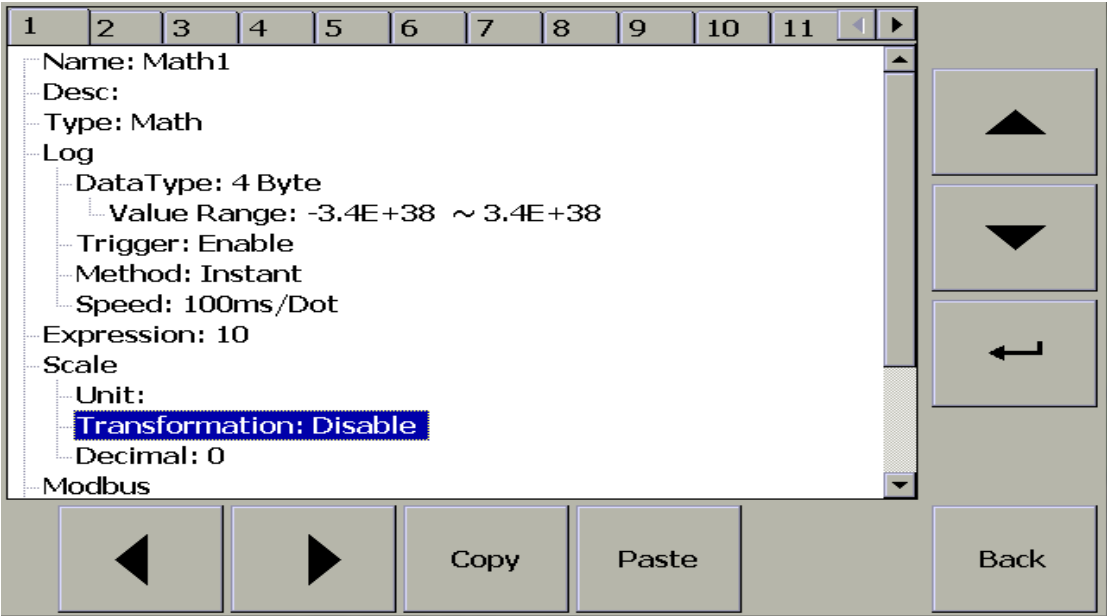 1 2 3 4 5 6 7 8 9 10 11
Name: Math1
Desc:
Type: Math
Log
DataType: 4 Byte
Value Range: -3.4E+38 ~ 3.4E+38
Trigger: Enable
Method: Instant
Speed: 100ms/Dot
Expression: 10
Scale
Unit:
Transformation: Disable
Decimal: 0
Modbus
Copy Paste Back